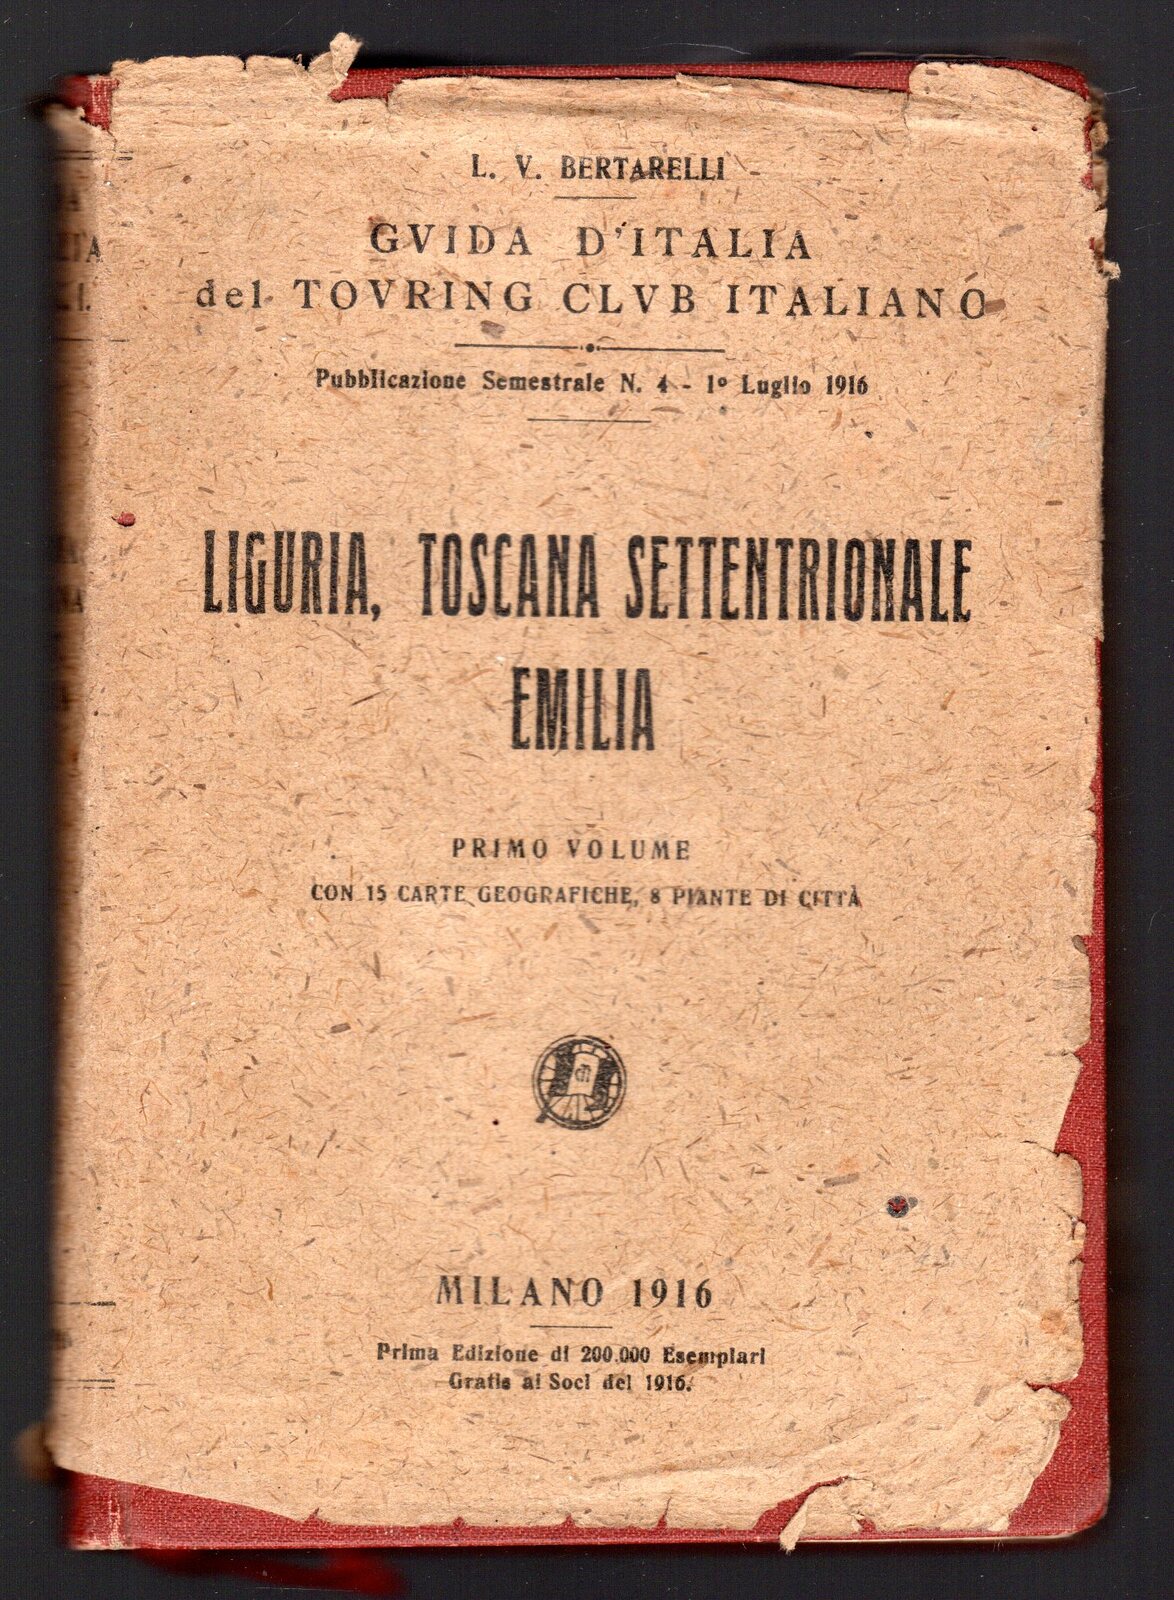 L. V. BERTARELLI
GVIDA D'ITALIA
del TOVRING CLVB ITALIANO
Pubblicazione Semestrale N. 4 - 1º Luglio 1916
LIGURIA, TOSCANA SETTENTRIONALE
EMILIA
PRIMO VOLUME
CON 15 CARTE GEOGRAFICHE, 8 PIANTE DI CITTÀ
MILANO 1916
Prima Edizione di 200.000 Esemplari
Gratis ai Soci del 1916.